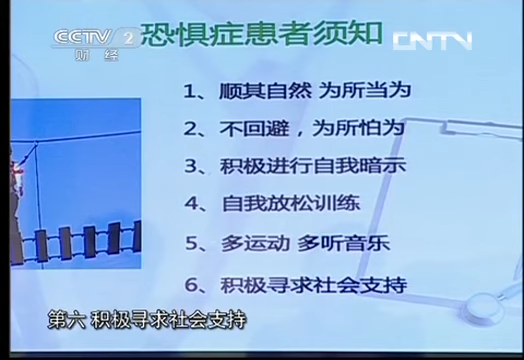 CCTV 2
财经
恐惧症患者须知
CNTV
1、顺其自然 为所当为
2、不回避，为所怕为
3、积极进行自我暗示
4、自我放松训练
5、多运动 多听音乐
6、积极寻求社会支持
第六 积极寻求社会支持